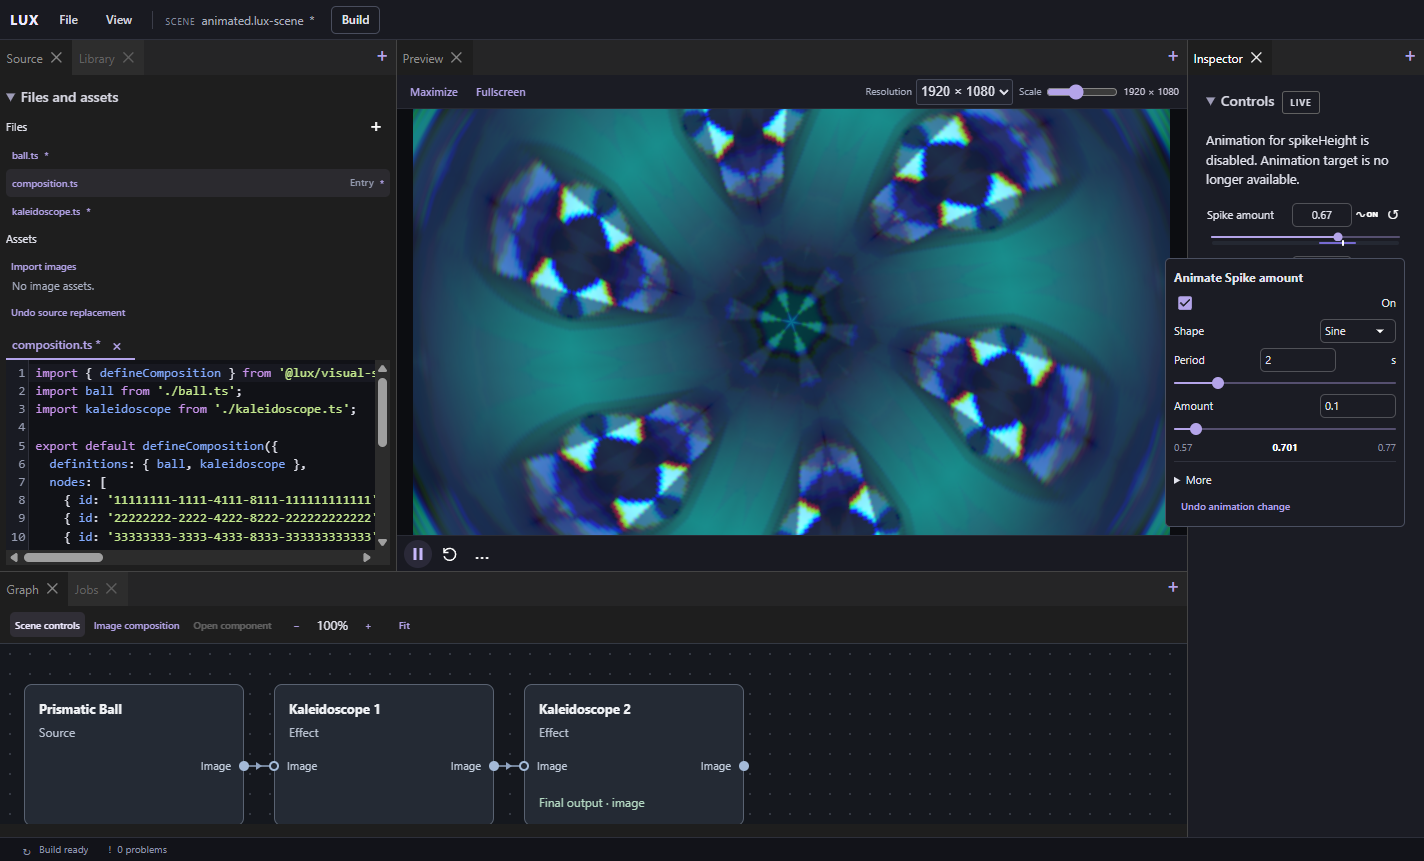 LUX File View SCENE animated.lux-scene * Build
Source Library +
Files and assets
Files +
ball.ts *
composition.ts Entry *
kaleidoscope.ts *
Assets
Import images
No image assets.
Undo source replacement
composition.ts *
1 import { defineComposition } from '@lux/visual-s
2 import ball from './ball.ts';
3 import kaleidoscope from './kaleidoscope.ts';
4
5 export default defineComposition({
6 definitions: { ball, kaleidoscope },
7 nodes: [
8 { id: '11111111-1111-4111-8111-111111111111'
9 { id: '22222222-2222-4222-8222-222222222222'
10 { id: '33333333-3333-4333-8333-333333333333'
Preview +
Maximize Fullscreen Resolution 1920 × 1080 Scale 1920 × 1080
...
Inspector +
Controls LIVE
Animation for spikeHeight is
disabled. Animation target is no
longer available.
Spike amount 0.67 ON
Animate Spike amount
On
Shape Sine
Period 2 s
Amount 0.1
0.57 0.701 0.77
More
Undo animation change
Graph Jobs +
Scene controls Image composition Open component − 100% + Fit
Prismatic Ball
Source
Image
Kaleidoscope 1
Effect
Image Image
Kaleidoscope 2
Effect
Image Image
Final output · image
Build ready ! 0 problems